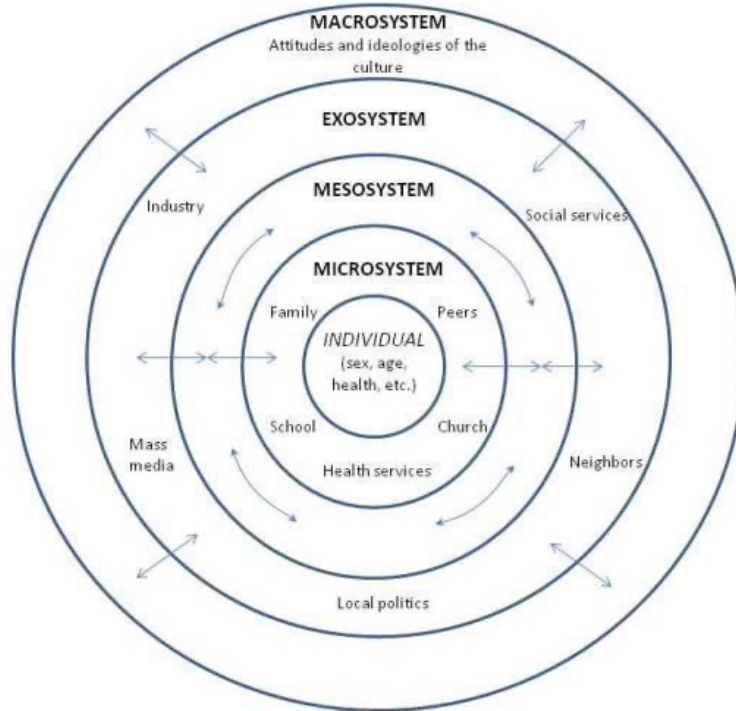 MACROSYSTEM
Attitudes and ideologies of the
culture
EXOSYSTEM
MESOSYSTEM
Industry
Social services
MICROSYSTEM
Family
Peers
INDIVIDUAL
(sex, age,
health, etc.)
School
Church
Mass
media
Health services
Neighbors
Local politics